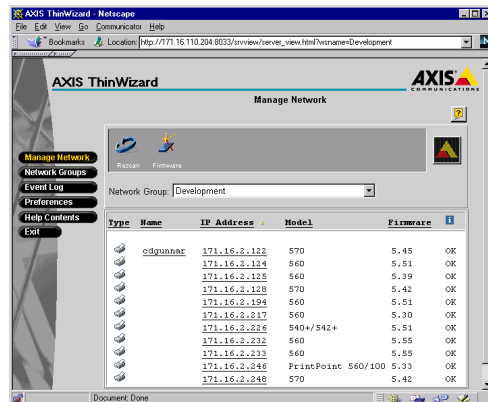 AXIS ThinWizard - Netscape
File Edit View Go Communicator Help
Bookmarks Location: http://171.16.110.204:8033/srvview/server_view.html?wsname=Development
AXIS ThinWizard
AXIS
COMMUNICATIONS
Manage Network
?
Rescan Firmware
Manage Network
Network Groups
Event Log
Preferences
Help Contents
Exit
Network Group: Development
Type Name IP Address Model Firmware i
cdgunnar 171.16.2.122 570 5.45 OK
171.16.2.124 560 5.51 OK
171.16.2.125 560 5.39 OK
171.16.2.128 570 5.42 OK
171.16.2.194 560 5.51 OK
171.16.2.217 560 5.30 OK
171.16.2.226 540+/542+ 5.51 OK
171.16.2.232 560 5.55 OK
171.16.2.233 560 5.55 OK
171.16.2.246 PrintPoint 560/100 5.33 OK
171.16.2.248 570 5.42 OK
Document: Done